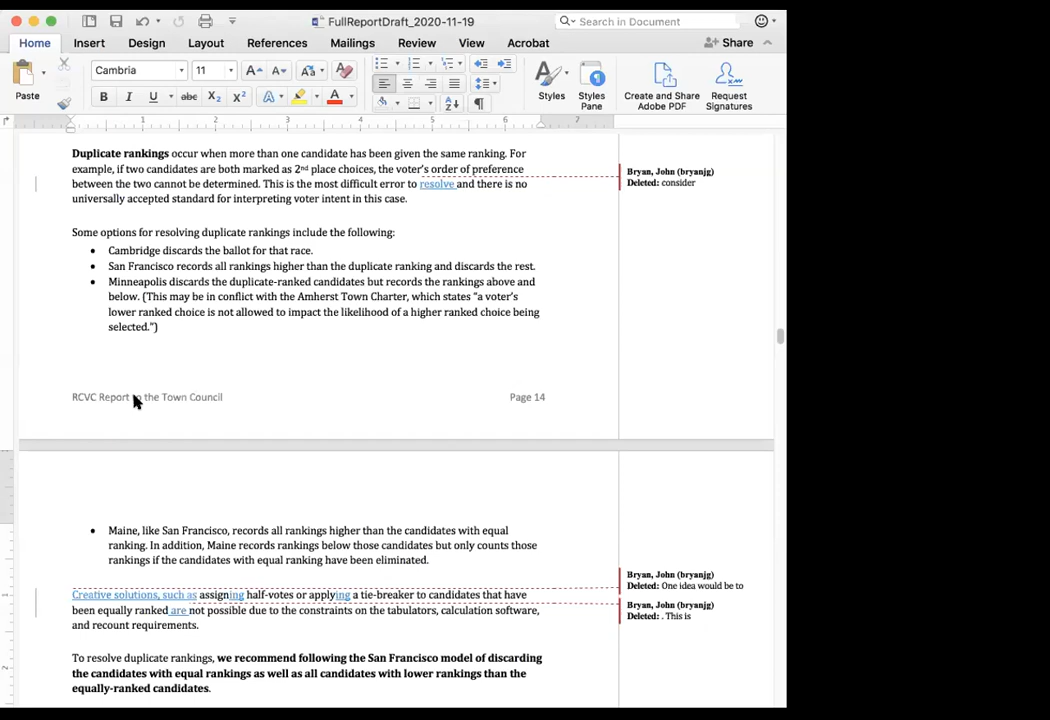 FullReportDraft_2020-11-19
Search in Document
Home Insert Design Layout References Mailings Review View Acrobat
Share
Cambria 11
Paste
Styles
Styles Pane
Create and Share Adobe PDF
Request Signatures
1 2 3 4 5 6 7
Duplicate rankings occur when more than one candidate has been given the same ranking. For
example, if two candidates are both marked as 2nd place choices, the voter's order of preference
between the two cannot be determined. This is the most difficult error to resolve and there is no
universally accepted standard for interpreting voter intent in this case.
Bryan, John (bryanjg)
Deleted: consider
Some options for resolving duplicate rankings include the following:
• Cambridge discards the ballot for that race.
• San Francisco records all rankings higher than the duplicate ranking and discards the rest.
• Minneapolis discards the duplicate-ranked candidates but records the rankings above and
below. (This may be in conflict with the Amherst Town Charter, which states "a voter's
lower ranked choice is not allowed to impact the likelihood of a higher ranked choice being
selected.")
RCVC Report to the Town Council Page 14
• Maine, like San Francisco, records all rankings higher than the candidates with equal
ranking. In addition, Maine records rankings below those candidates but only counts those
rankings if the candidates with equal ranking have been eliminated.
Creative solutions, such as assigning half-votes or applying a tie-breaker to candidates that have
been equally ranked are not possible due to the constraints on the tabulators, calculation software,
and recount requirements.
Bryan, John (bryanjg)
Deleted: One idea would be to
Bryan, John (bryanjg)
Deleted: . This is
To resolve duplicate rankings, we recommend following the San Francisco model of discarding
the candidates with equal rankings as well as all candidates with lower rankings than the
equally-ranked candidates.